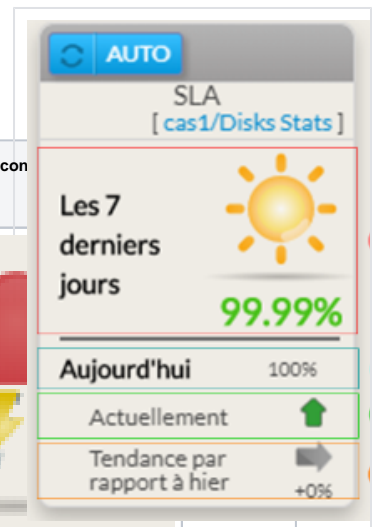 AUTO
SLA
[ cas1/Disks Stats ]
con
Les 7
derniers
jours
99.99%
Aujourd'hui
100%
Actuellement
Tendance par
rapport à hier
+0%